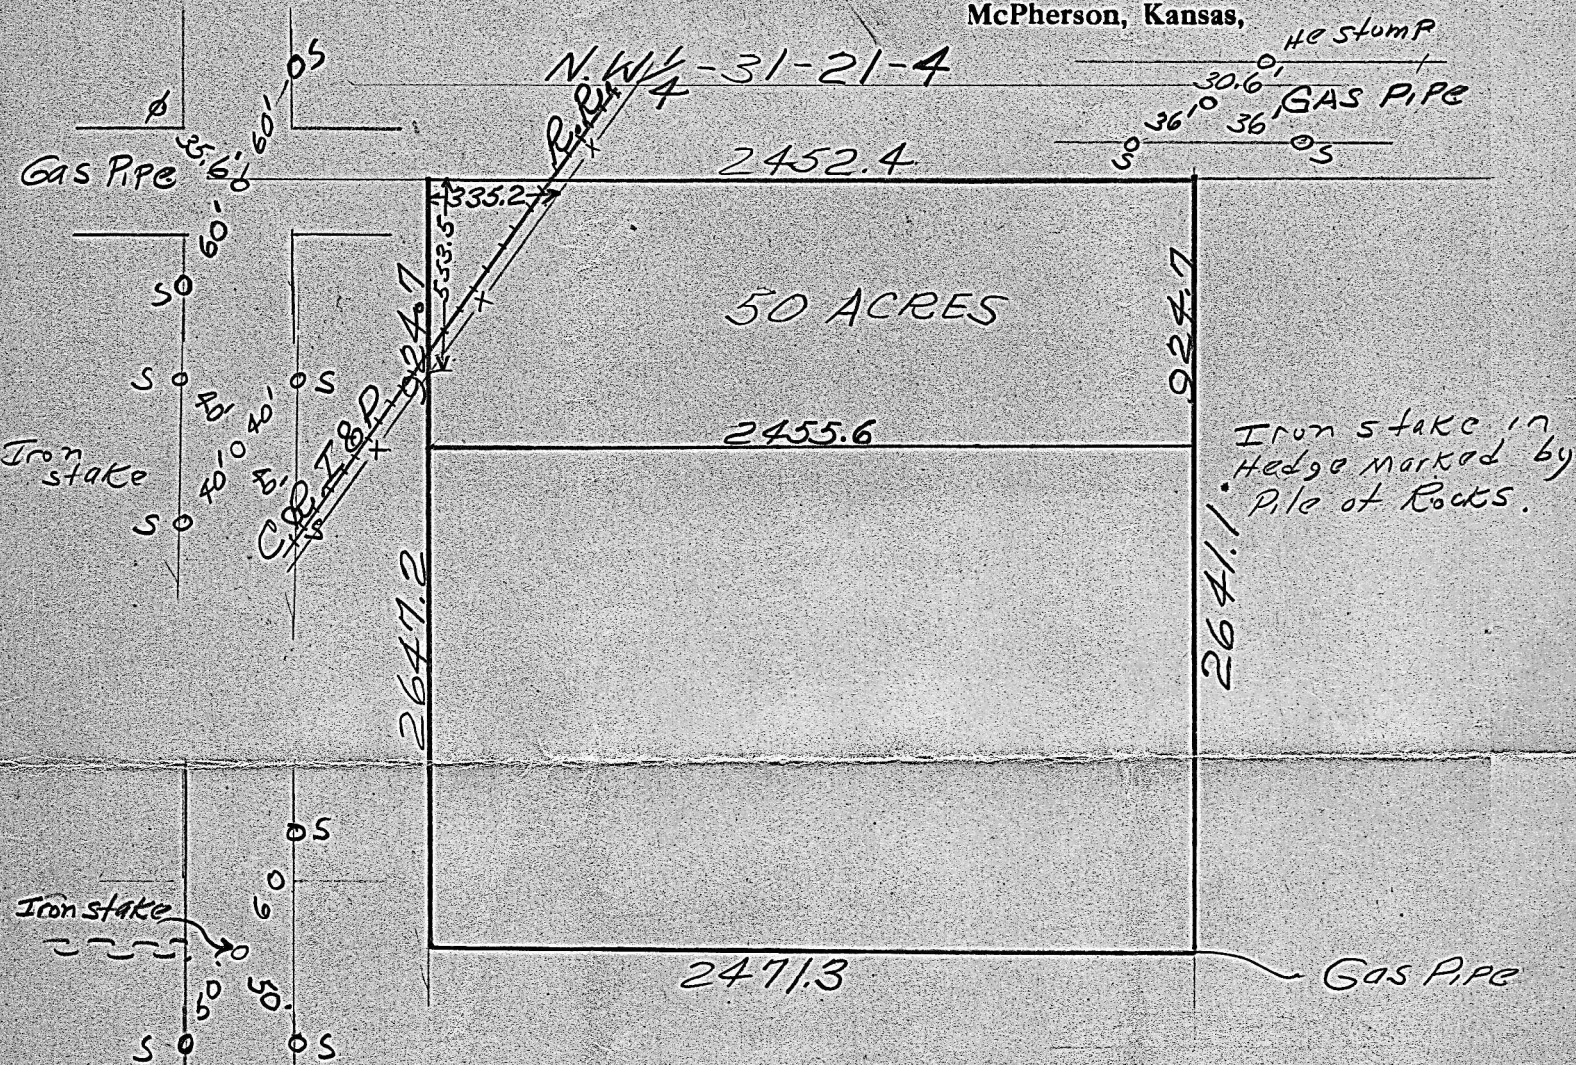 McPherson, Kansas,
N.W1/4-31-21-4
He stump
30.6'
GAS PIPE
36' 36'
S S
S
60'
ϕ
35.6'
Gas Pipe
60'
S
R.R.
2452.4
335.2
553.5
924.7
50 ACRES
924.7
S S
40' 40'
Iron
stake
40' 40'
S S
C.R.I&P.
2455.6
Iron stake in
Hedge Marked by
Pile of Rocks.
2647.2
2641.1
S
60
Iron stake
60 50
S S
2471.3
Gas Pipe